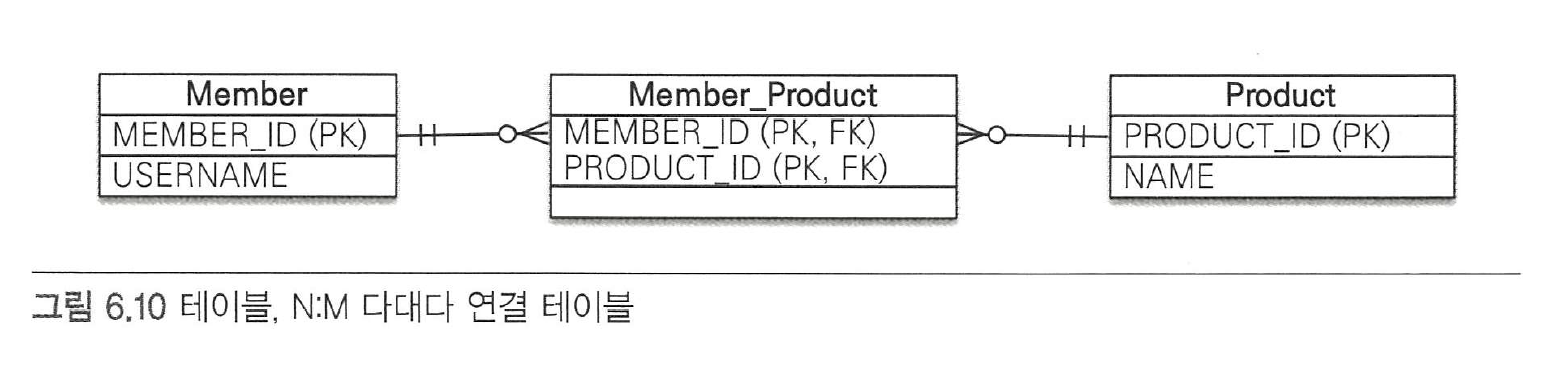 Member
MEMBER_ID (PK)
USERNAME
Member_Product
MEMBER_ID (PK, FK)
PRODUCT_ID (PK, FK)
Product
PRODUCT_ID (PK)
NAME
그림 6.10 테이블, N:M 다대다 연결 테이블